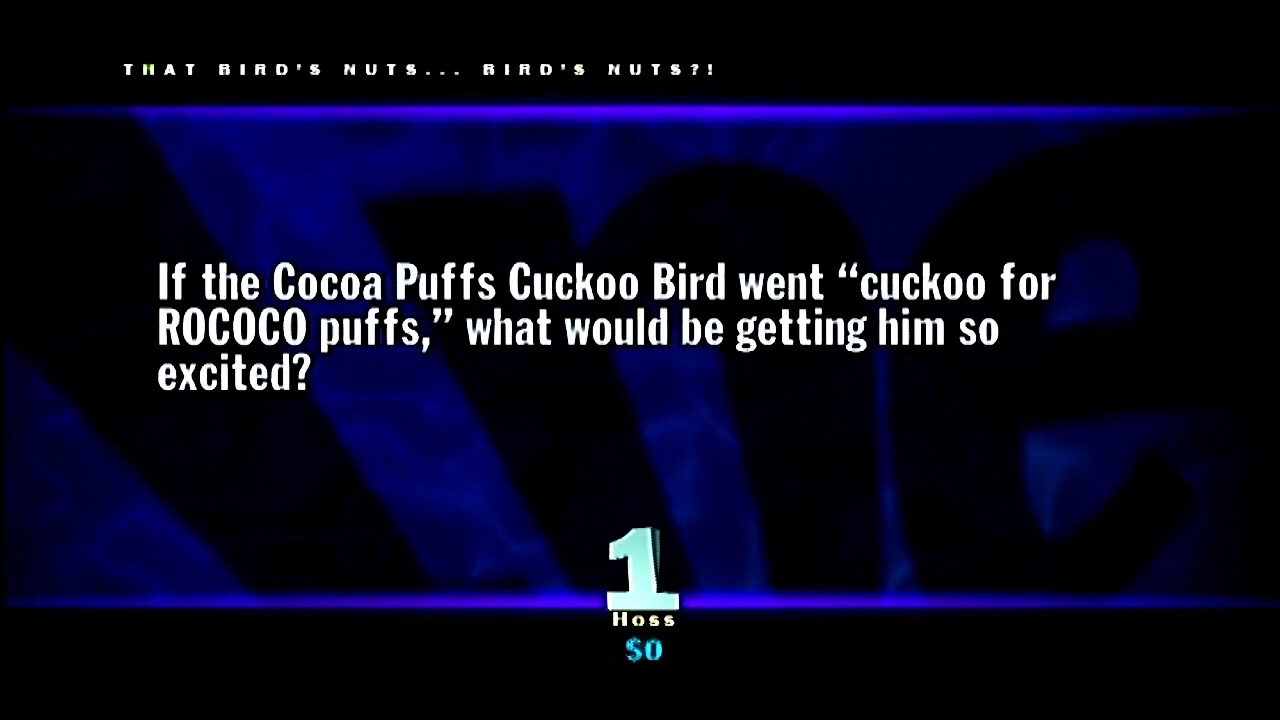 THAT BIRD'S NUTS... BIRD'S NUTS?!
If the Cocoa Puffs Cuckoo Bird went “cuckoo for
ROCOCO puffs,” what would be getting him so
excited?
1
Hoss
$0